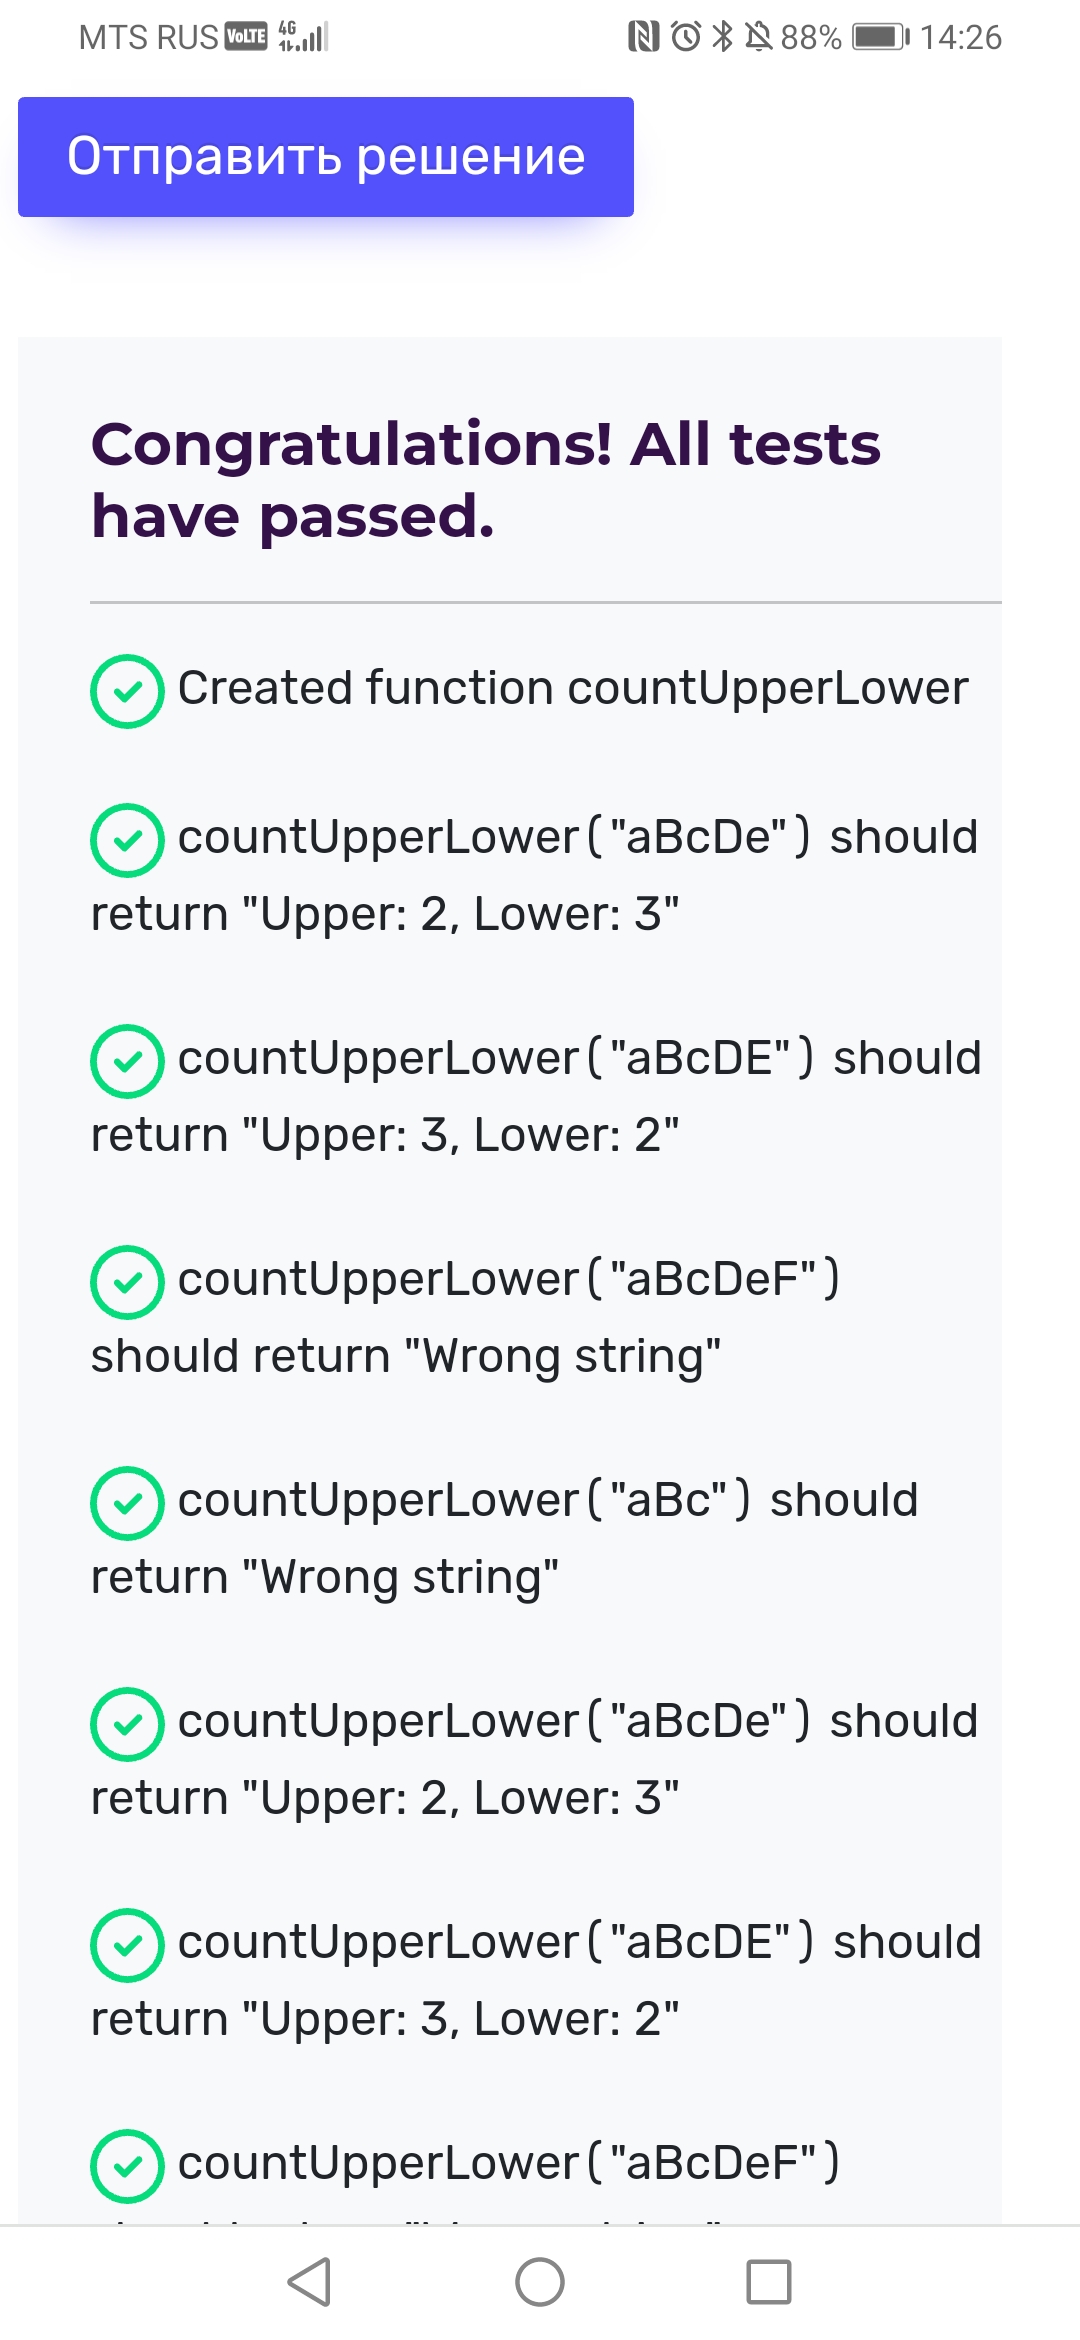 MTS RUS VoLTE 4G 88% 14:26
Отправить решение
Congratulations! All tests
have passed.
Created function countUpperLower
countUpperLower("aBcDe") should
return "Upper: 2, Lower: 3"
countUpperLower("aBcDE") should
return "Upper: 3, Lower: 2"
countUpperLower("aBcDeF")
should return "Wrong string"
countUpperLower("aBc") should
return "Wrong string"
countUpperLower("aBcDe") should
return "Upper: 2, Lower: 3"
countUpperLower("aBcDE") should
return "Upper: 3, Lower: 2"
countUpperLower("aBcDeF")